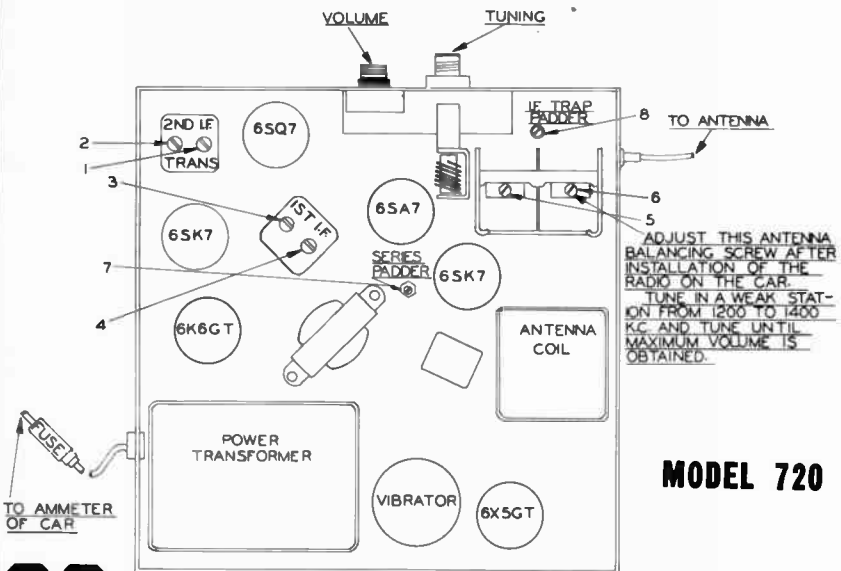 VOLUME
TUNING
2ND I.F.
TRANS
2
1
3
6SQ7
I.F. TRAP
PADDER
8
TO ANTENNA
6SK7
1ST I.F.
6SA7
6
5
ADJUST THIS ANTENNA
BALANCING SCREW AFTER
INSTALLATION OF THE
RADIO ON THE CAR.
TUNE IN A WEAK STAT-
ION FROM 1200 TO 1400
K.C. AND TUNE UNTIL
MAXIMUM VOLUME IS
OBTAINED.
7
4
SERIES
PADDER
6SK7
6K6GT
ANTENNA
COIL
FUSE
TO AMMETER
OF CAR
POWER
TRANSFORMER
VIBRATOR
6X5GT
MODEL 720